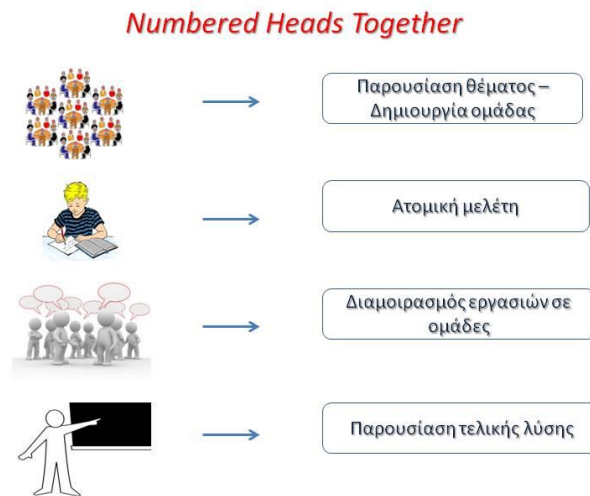 Numbered Heads Together
Παρουσίαση θέματος –
Δημιουργία ομάδας
Ατομική μελέτη
Διαμοιρασμός εργασιών σε
ομάδες
Παρουσίαση τελικής λύσης